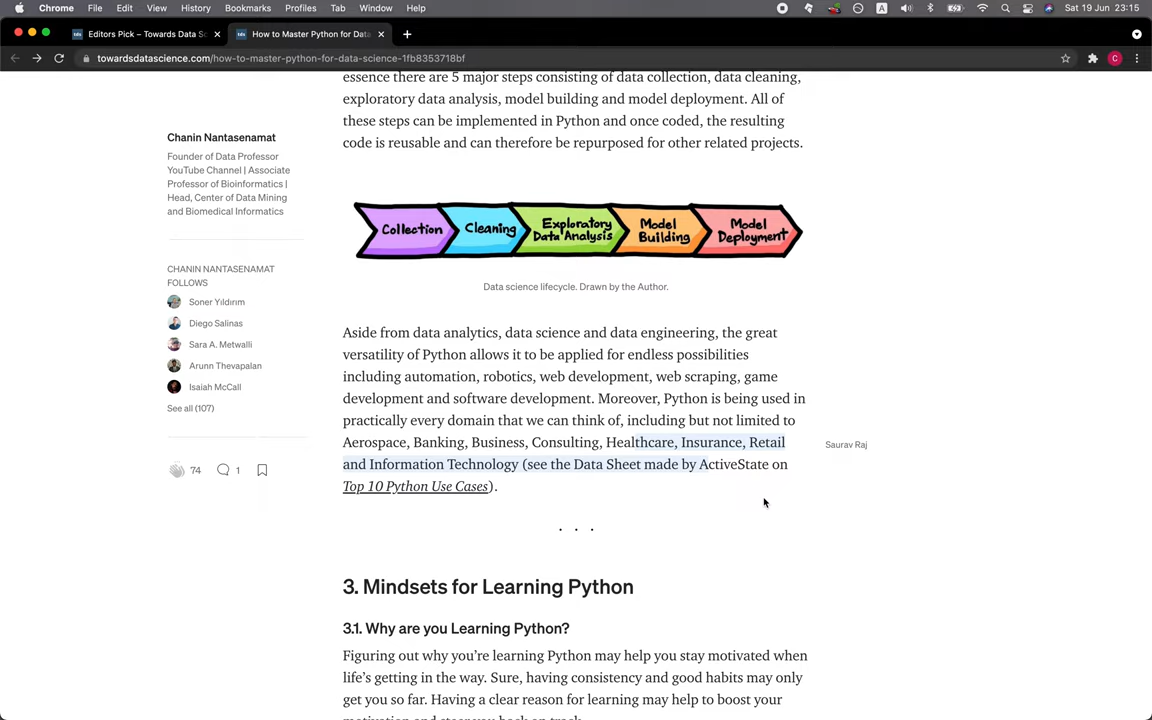 Chrome File Edit View History Bookmarks Profiles Tab Window Help
A
Sat 19 Jun 23:15
Editors Pick – Towards Data Sc
How to Master Python for Data
towardsdatascience.com/how-to-master-python-for-data-science-1fb8353718bf
C
essence there are 5 major steps consisting of data collection, data cleaning,
exploratory data analysis, model building and model deployment. All of
these steps can be implemented in Python and once coded, the resulting
code is reusable and can therefore be repurposed for other related projects.
Chanin Nantasenamat
Founder of Data Professor
YouTube Channel | Associate
Professor of Bioinformatics |
Head, Center of Data Mining
and Biomedical Informatics
CHANIN NANTASENAMAT
FOLLOWS
Soner Yıldırım
Diego Salinas
Sara A. Metwalli
Arunn Thevapalan
Isaiah McCall
See all (107)
74
1
Collection
Cleaning
Exploratory
Data Analysis
Model
Building
Model
Deployment
Data science lifecycle. Drawn by the Author.
Aside from data analytics, data science and data engineering, the great
versatility of Python allows it to be applied for endless possibilities
including automation, robotics, web development, web scraping, game
development and software development. Moreover, Python is being used in
practically every domain that we can think of, including but not limited to
Aerospace, Banking, Business, Consulting, Healthcare, Insurance, Retail
and Information Technology (see the Data Sheet made by ActiveState on
Top 10 Python Use Cases).
Saurav Raj
. . .
3. Mindsets for Learning Python
3.1. Why are you Learning Python?
Figuring out why you’re learning Python may help you stay motivated when
life’s getting in the way. Sure, having consistency and good habits may only
get you so far. Having a clear reason for learning may help to boost your
motivation and steer you back on track.